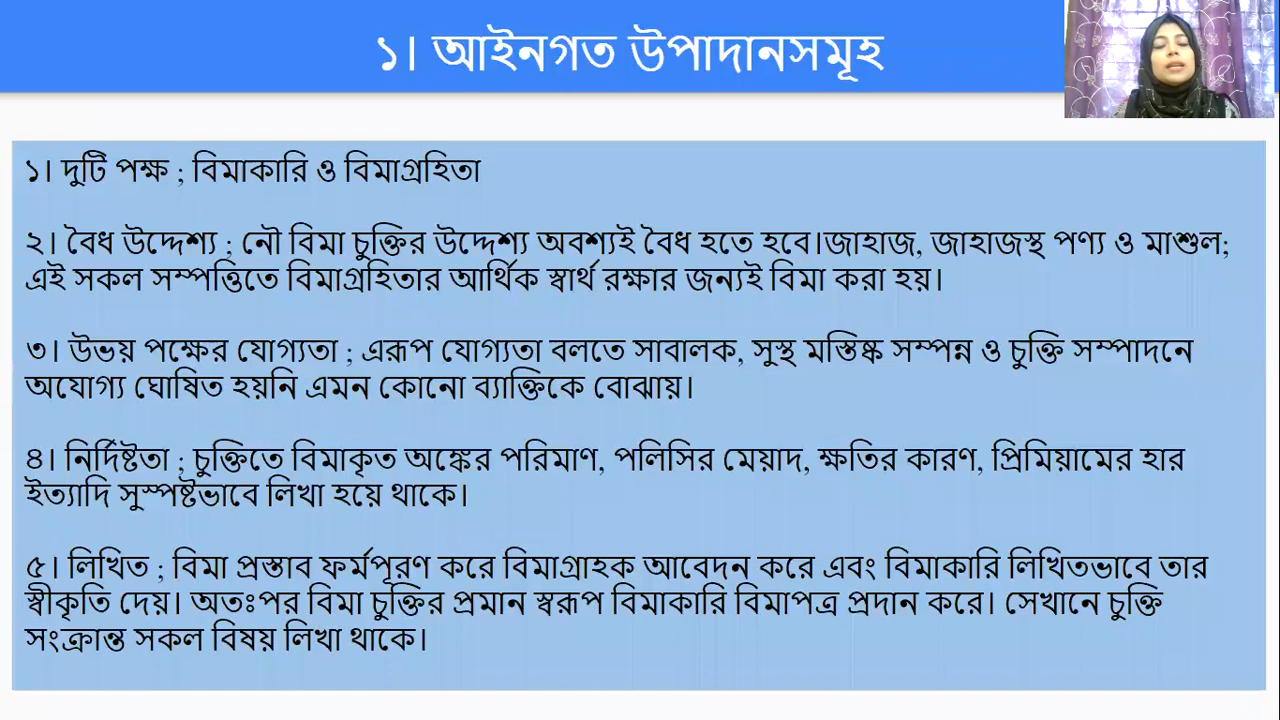 ১। আইনগত উপাদানসমূহ
১। দুটি পক্ষ ; বিমাকারি ও বিমাগ্রহিতা
২। বৈধ উদ্দেশ্য ; নৌ বিমা চুক্তির উদ্দেশ্য অবশ্যই বৈধ হতে হবে।জাহাজ, জাহাজস্থ পণ্য ও মাশুল;
এই সকল সম্পত্তিতে বিমাগ্রহিতার আর্থিক স্বার্থ রক্ষার জন্যই বিমা করা হয়।
৩। উভয় পক্ষের যোগ্যতা ; এরূপ যোগ্যতা বলতে সাবালক, সুস্থ মস্তিষ্ক সম্পন্ন ও চুক্তি সম্পাদনে
অযোগ্য ঘোষিত হয়নি এমন কোনো ব্যাক্তিকে বোঝায়।
৪। নির্দিষ্টতা ; চুক্তিতে বিমাকৃত অঙ্কের পরিমাণ, পলিসির মেয়াদ, ক্ষতির কারণ, প্রিমিয়ামের হার
ইত্যাদি সুস্পষ্টভাবে লিখা হয়ে থাকে।
৫। লিখিত ; বিমা প্রস্তাব ফর্মপূরণ করে বিমাগ্রাহক আবেদন করে এবং বিমাকারি লিখিতভাবে তার
স্বীকৃতি দেয়। অতঃপর বিমা চুক্তির প্রমান স্বরূপ বিমাকারি বিমাপত্র প্রদান করে। সেখানে চুক্তি
সংক্রান্ত সকল বিষয় লিখা থাকে।